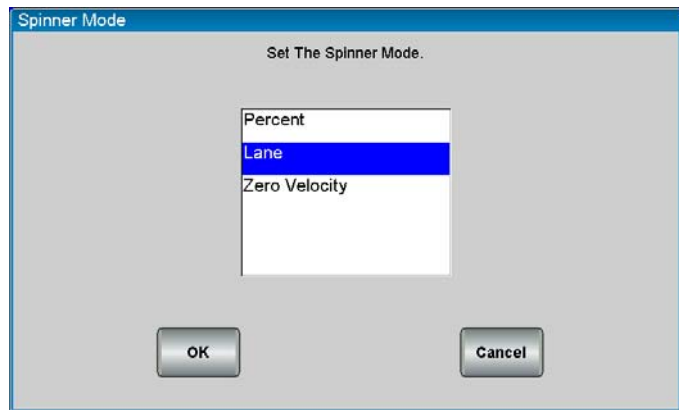 Spinner Mode
Set The Spinner Mode.
Percent
Lane
Zero Velocity
OK
Cancel